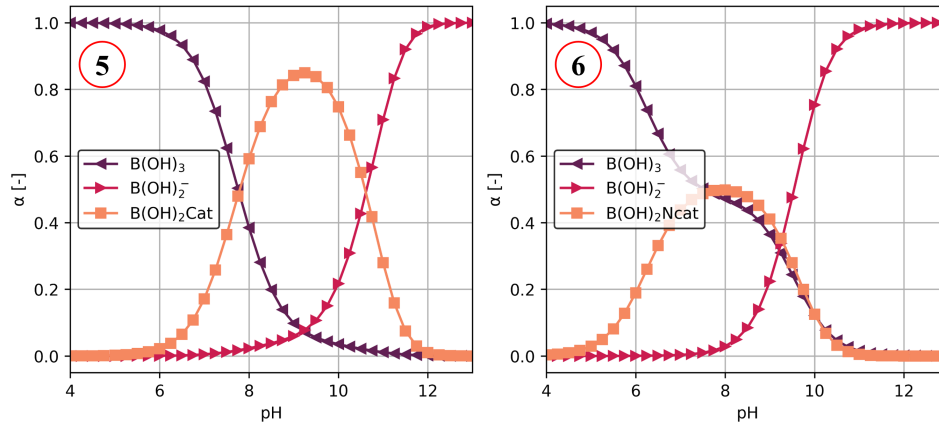 5
α [-]
1.0
0.8
0.6
0.4
0.2
0.0
B(OH)₃
B(OH)₂⁻
B(OH)₂Cat
4 6 8 10 12
pH
6
α [-]
1.0
0.8
0.6
0.4
0.2
0.0
B(OH)₃
B(OH)₂⁻
B(OH)₂Ncat
4 6 8 10 12
pH